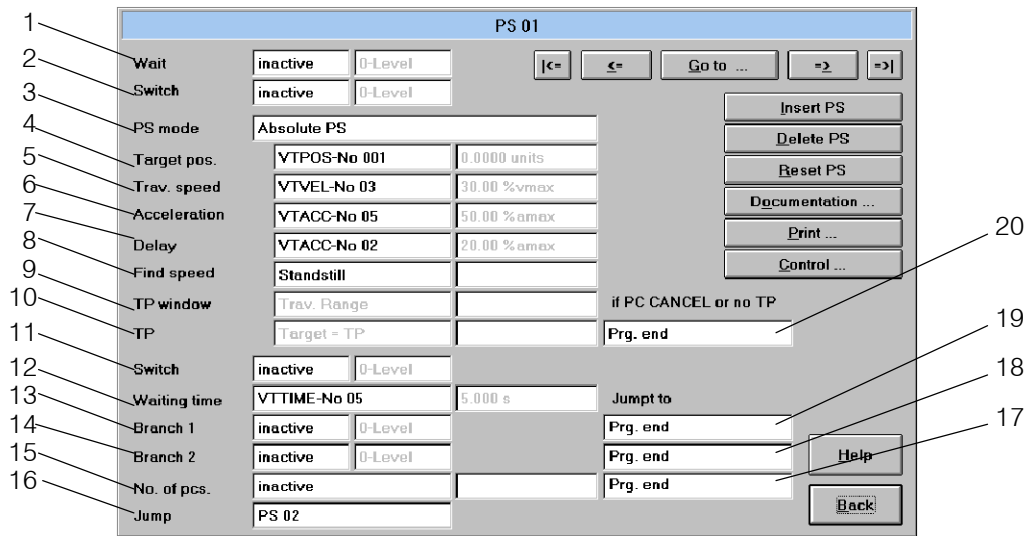 PS 01
1 Wait inactive 0-Level |<= <= Go to ... => =>|
2 Switch inactive 0-Level
Insert PS
3 PS mode Absolute PS
Delete PS
4 Target pos. VTPOS-No 001 0.0000 units
Reset PS
5 Trav. speed VTVEL-No 03 30.00 %vmax
Documentation ...
6 Acceleration VTACC-No 05 50.00 %amax
Print ...
7 Delay VTACC-No 02 20.00 %amax
Control ...
8 Find speed Standstill
9 TP window Trav. Range if PC CANCEL or no TP
10 TP Target = TP Prg. end 20
11 Switch inactive 0-Level
12 Waiting time VTTIME-No 05 5.000 s Jumpt to
13 Branch 1 inactive 0-Level Prg. end 19
14 Branch 2 inactive 0-Level Prg. end 18
Help
15 No. of pcs. inactive Prg. end 17
16 Jump PS 02
Back